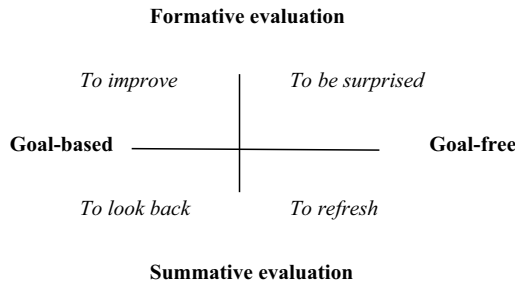 Formative evaluation
To improve To be surprised
Goal-based Goal-free
To look back To refresh
Summative evaluation